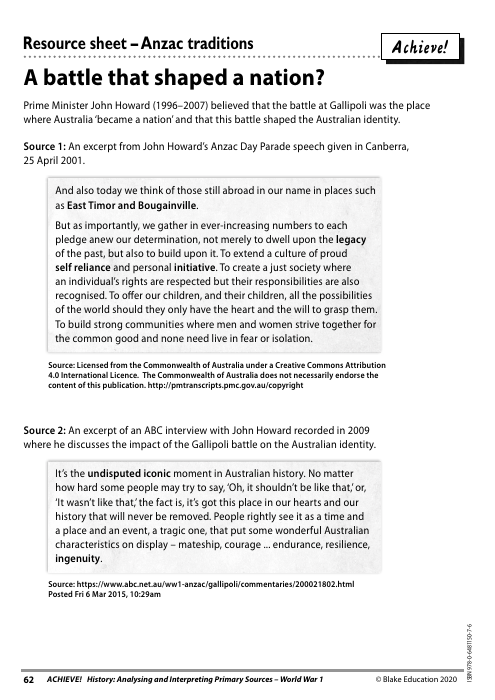 Resource sheet – Anzac traditions
Achieve!
A battle that shaped a nation?
Prime Minister John Howard (1996–2007) believed that the battle at Gallipoli was the place
where Australia ‘became a nation’ and that this battle shaped the Australian identity.
Source 1: An excerpt from John Howard’s Anzac Day Parade speech given in Canberra,
25 April 2001.
And also today we think of those still abroad in our name in places such
as East Timor and Bougainville.
But as importantly, we gather in ever-increasing numbers to each
pledge anew our determination, not merely to dwell upon the legacy
of the past, but also to build upon it. To extend a culture of proud
self reliance and personal initiative. To create a just society where
an individual’s rights are respected but their responsibilities are also
recognised. To offer our children, and their children, all the possibilities
of the world should they only have the heart and the will to grasp them.
To build strong communities where men and women strive together for
the common good and none need live in fear or isolation.
Source: Licensed from the Commonwealth of Australia under a Creative Commons Attribution
4.0 International Licence. The Commonwealth of Australia does not necessarily endorse the
content of this publication. http://pmtranscripts.pmc.gov.au/copyright
Source 2: An excerpt of an ABC interview with John Howard recorded in 2009
where he discusses the impact of the Gallipoli battle on the Australian identity.
It’s the undisputed iconic moment in Australian history. No matter
how hard some people may try to say, ‘Oh, it shouldn’t be like that,’ or,
‘It wasn’t like that,’ the fact is, it’s got this place in our hearts and our
history that will never be removed. People rightly see it as a time and
a place and an event, a tragic one, that put some wonderful Australian
characteristics on display – mateship, courage ... endurance, resilience,
ingenuity.
Source: https://www.abc.net.au/ww1-anzac/gallipoli/commentaries/200021802.html
Posted Fri 6 Mar 2015, 10:29am
ISBN 978-0-6481150-7-6
62 ACHIEVE! History: Analysing and Interpreting Primary Sources – World War 1 © Blake Education 2020